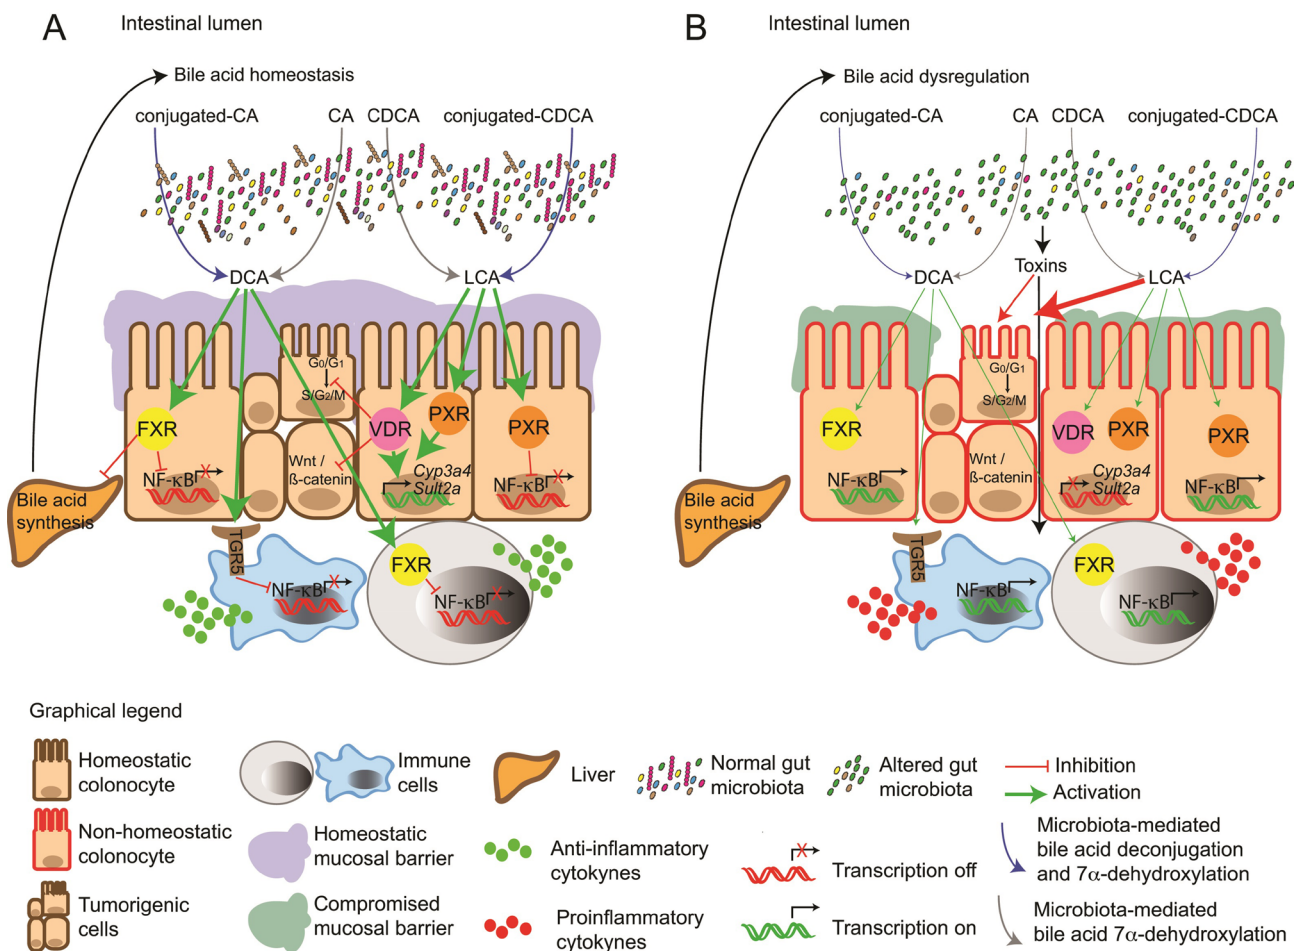 A
Intestinal lumen
Bile acid homeostasis
conjugated-CA
CA
CDCA
conjugated-CDCA
DCA
LCA
G0/G1
S/G2/M
FXR
VDR
PXR
PXR
NF-κB
Wnt /
ß-catenin
Cyp3a4
Sult2a
NF-κB
Bile acid
synthesis
TGR5
FXR
NF-κB
NF-κB
B
Intestinal lumen
Bile acid dysregulation
conjugated-CA
CA
CDCA
conjugated-CDCA
DCA
Toxins
LCA
G0/G1
S/G2/M
FXR
VDR
PXR
PXR
NF-κB
Wnt /
ß-catenin
Cyp3a4
Sult2a
NF-κB
Bile acid
synthesis
TGR5
FXR
NF-κB
NF-κB
Graphical legend
Homeostatic
colonocyte
Non-homeostatic
colonocyte
Tumorigenic
cells
Immune
cells
Homeostatic
mucosal barrier
Compromised
mucosal barrier
Liver
Anti-inflammatory
cytokynes
Proinflammatory
cytokynes
Normal gut
microbiota
Altered gut
microbiota
Transcription off
Transcription on
Inhibition
Activation
Microbiota-mediated
bile acid deconjugation
and 7α-dehydroxylation
Microbiota-mediated
bile acid 7α-dehydroxylation